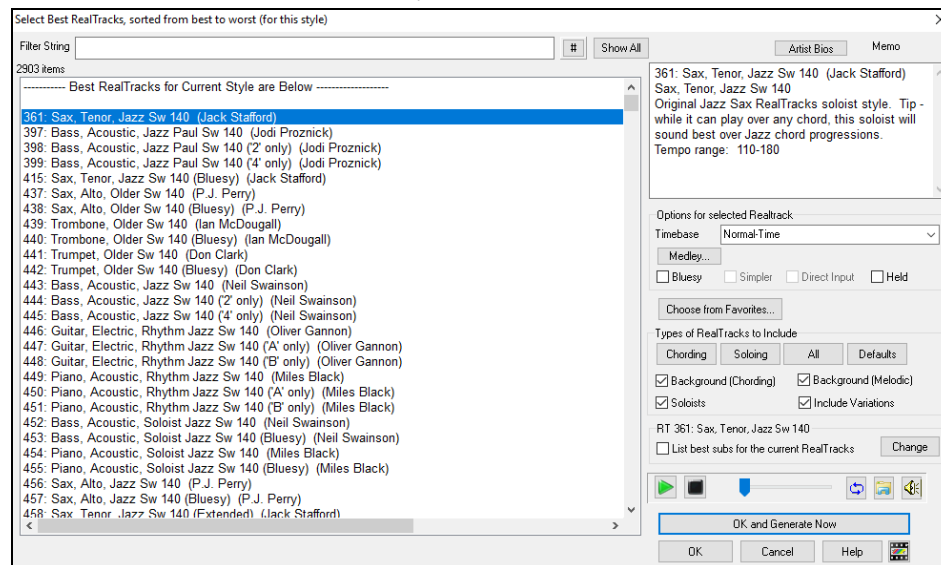 Select Best RealTracks, sorted from best to worst (for this style)
Filter String
#
Show All
Artist Bios
Memo
2903 items
----------- Best RealTracks for Current Style are Below -------------------
361: Sax, Tenor, Jazz Sw 140 (Jack Stafford)
397: Bass, Acoustic, Jazz Paul Sw 140 (Jodi Proznick)
398: Bass, Acoustic, Jazz Paul Sw 140 ('2' only) (Jodi Proznick)
399: Bass, Acoustic, Jazz Paul Sw 140 ('4' only) (Jodi Proznick)
415: Sax, Tenor, Jazz Sw 140 (Bluesy) (Jack Stafford)
437: Sax, Alto, Older Sw 140 (P.J. Perry)
438: Sax, Alto, Older Sw 140 (Bluesy) (P.J. Perry)
439: Trombone, Older Sw 140 (Ian McDougall)
440: Trombone, Older Sw 140 (Bluesy) (Ian McDougall)
441: Trumpet, Older Sw 140 (Don Clark)
442: Trumpet, Older Sw 140 (Bluesy) (Don Clark)
443: Bass, Acoustic, Jazz Sw 140 (Neil Swainson)
444: Bass, Acoustic, Jazz Sw 140 ('2' only) (Neil Swainson)
445: Bass, Acoustic, Jazz Sw 140 ('4' only) (Neil Swainson)
446: Guitar, Electric, Rhythm Jazz Sw 140 (Oliver Gannon)
447: Guitar, Electric, Rhythm Jazz Sw 140 ('A' only) (Oliver Gannon)
448: Guitar, Electric, Rhythm Jazz Sw 140 ('B' only) (Oliver Gannon)
449: Piano, Acoustic, Rhythm Jazz Sw 140 (Miles Black)
450: Piano, Acoustic, Rhythm Jazz Sw 140 ('A' only) (Miles Black)
451: Piano, Acoustic, Rhythm Jazz Sw 140 ('B' only) (Miles Black)
452: Bass, Acoustic, Soloist Jazz Sw 140 (Neil Swainson)
453: Bass, Acoustic, Soloist Jazz Sw 140 (Bluesy) (Neil Swainson)
454: Piano, Acoustic, Soloist Jazz Sw 140 (Miles Black)
455: Piano, Acoustic, Soloist Jazz Sw 140 (Bluesy) (Miles Black)
456: Sax, Alto, Jazz Sw 140 (P.J. Perry)
457: Sax, Alto, Jazz Sw 140 (Bluesy) (P.J. Perry)
458: Sax, Tenor, Jazz Sw 140 (Extended) (Jack Stafford)
361: Sax, Tenor, Jazz Sw 140 (Jack Stafford)
Sax, Tenor, Jazz Sw 140
Original Jazz Sax RealTracks soloist style. Tip -
while it can play over any chord, this soloist will
sound best over Jazz chord progressions.
Tempo range: 110-180
Options for selected Realtrack
Timebase
Normal-Time
Medley...
Bluesy
Simpler
Direct Input
Held
Choose from Favorites...
Types of RealTracks to Include
Chording
Soloing
All
Defaults
Background (Chording)
Background (Melodic)
Soloists
Include Variations
RT 361: Sax, Tenor, Jazz Sw 140
List best subs for the current RealTracks
Change
OK and Generate Now
OK
Cancel
Help